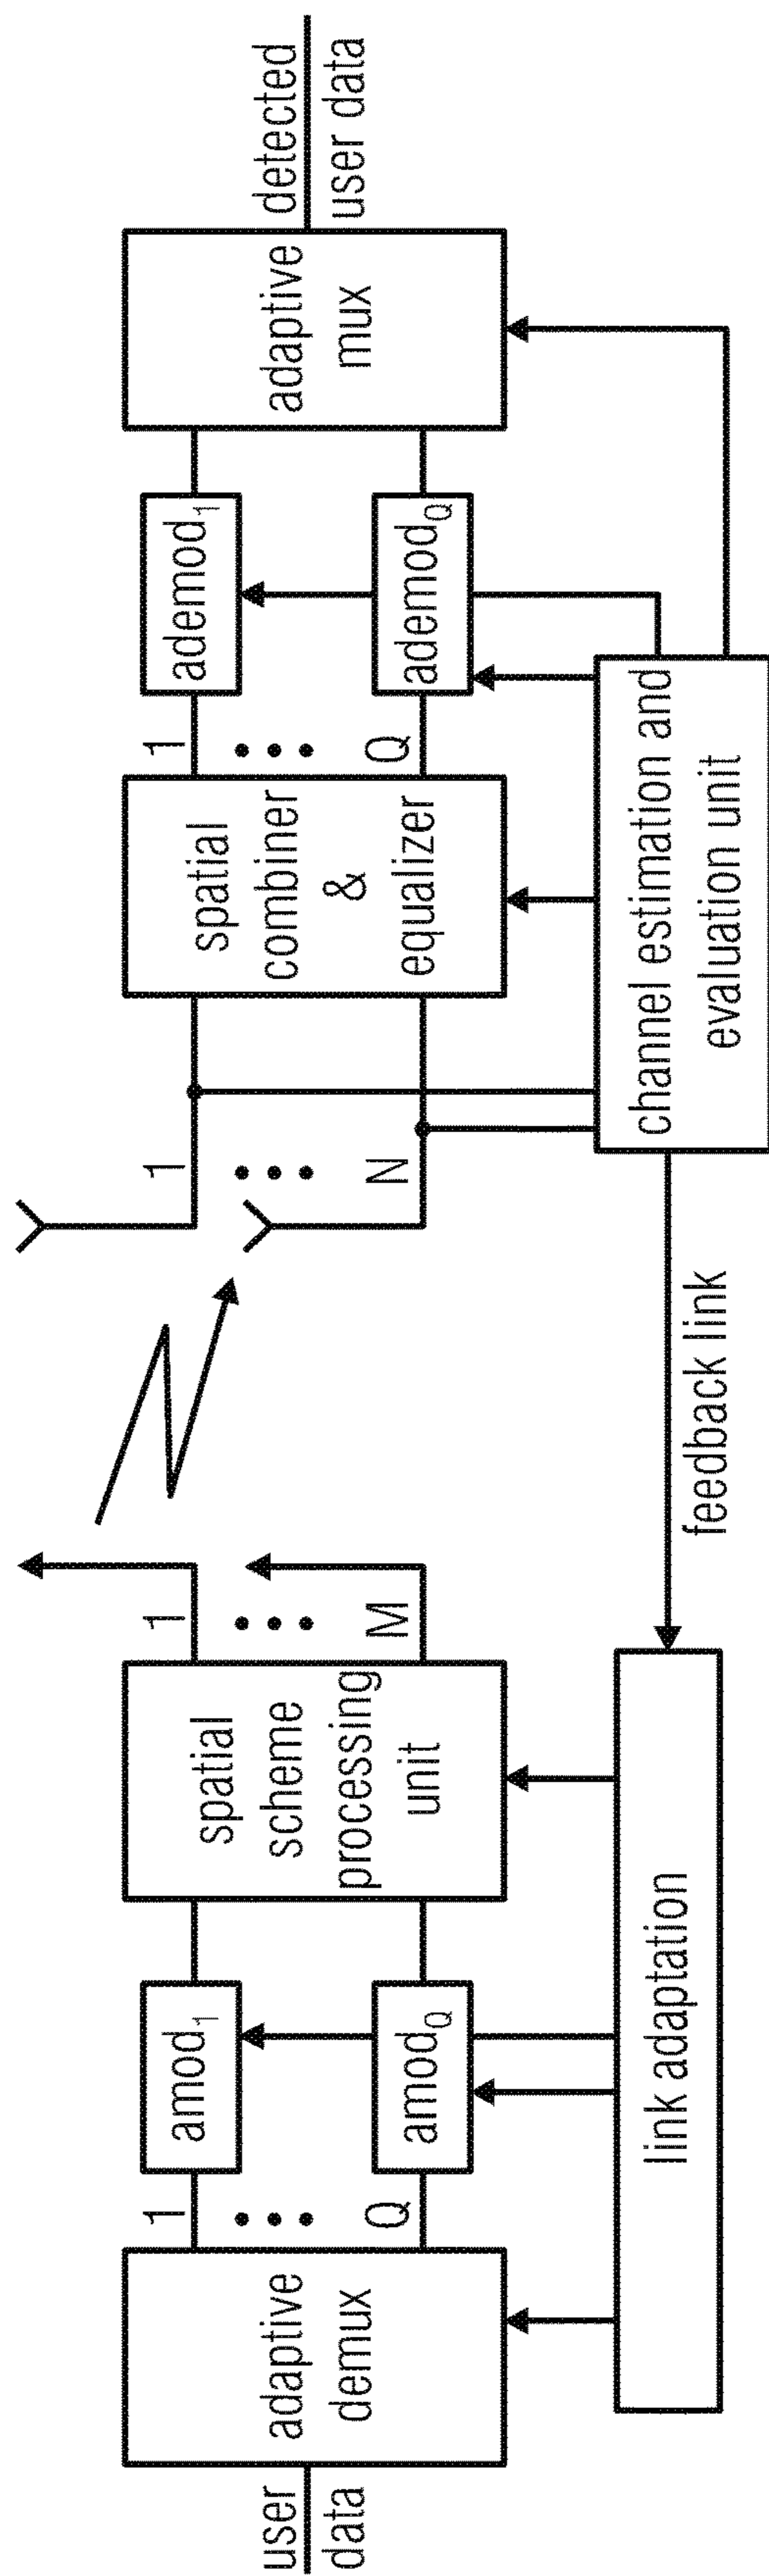 user
data
adaptive
demux
1
Q
amod1
amodQ
spatial
scheme
processing
unit
1
M
link adaptation
feedback link
1
N
spatial
combiner
&
equalizer
1
Q
ademod1
ademodQ
adaptive
mux
detected
user data
channel estimation and
evaluation unit